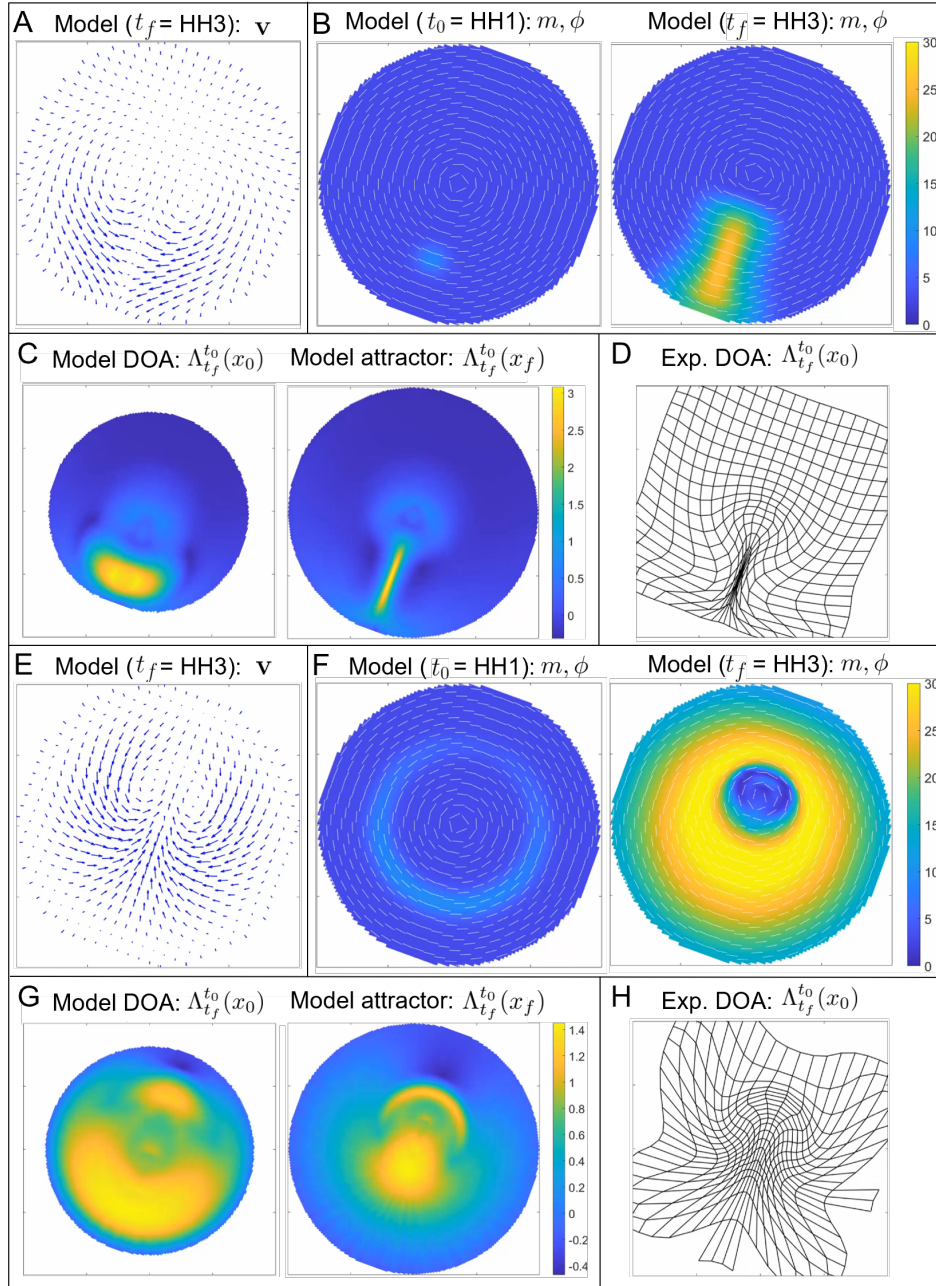 A Model (t_f = HH3): v
B Model (t_0 = HH1): m, ϕ
Model (t_f = HH3): m, ϕ
30
25
20
15
10
5
0
C Model DOA: Λ_{t_f}^{t_0}(x_0)
Model attractor: Λ_{t_f}^{t_0}(x_f)
3
2.5
2
1.5
1
0.5
0
D Exp. DOA: Λ_{t_f}^{t_0}(x_0)
E Model (t_f = HH3): v
F Model (t_0 = HH1): m, ϕ
Model (t_f = HH3): m, ϕ
30
25
20
15
10
5
0
G Model DOA: Λ_{t_f}^{t_0}(x_0)
Model attractor: Λ_{t_f}^{t_0}(x_f)
1.4
1.2
1
0.8
0.6
0.4
0.2
0
-0.2
-0.4
H Exp. DOA: Λ_{t_f}^{t_0}(x_0)